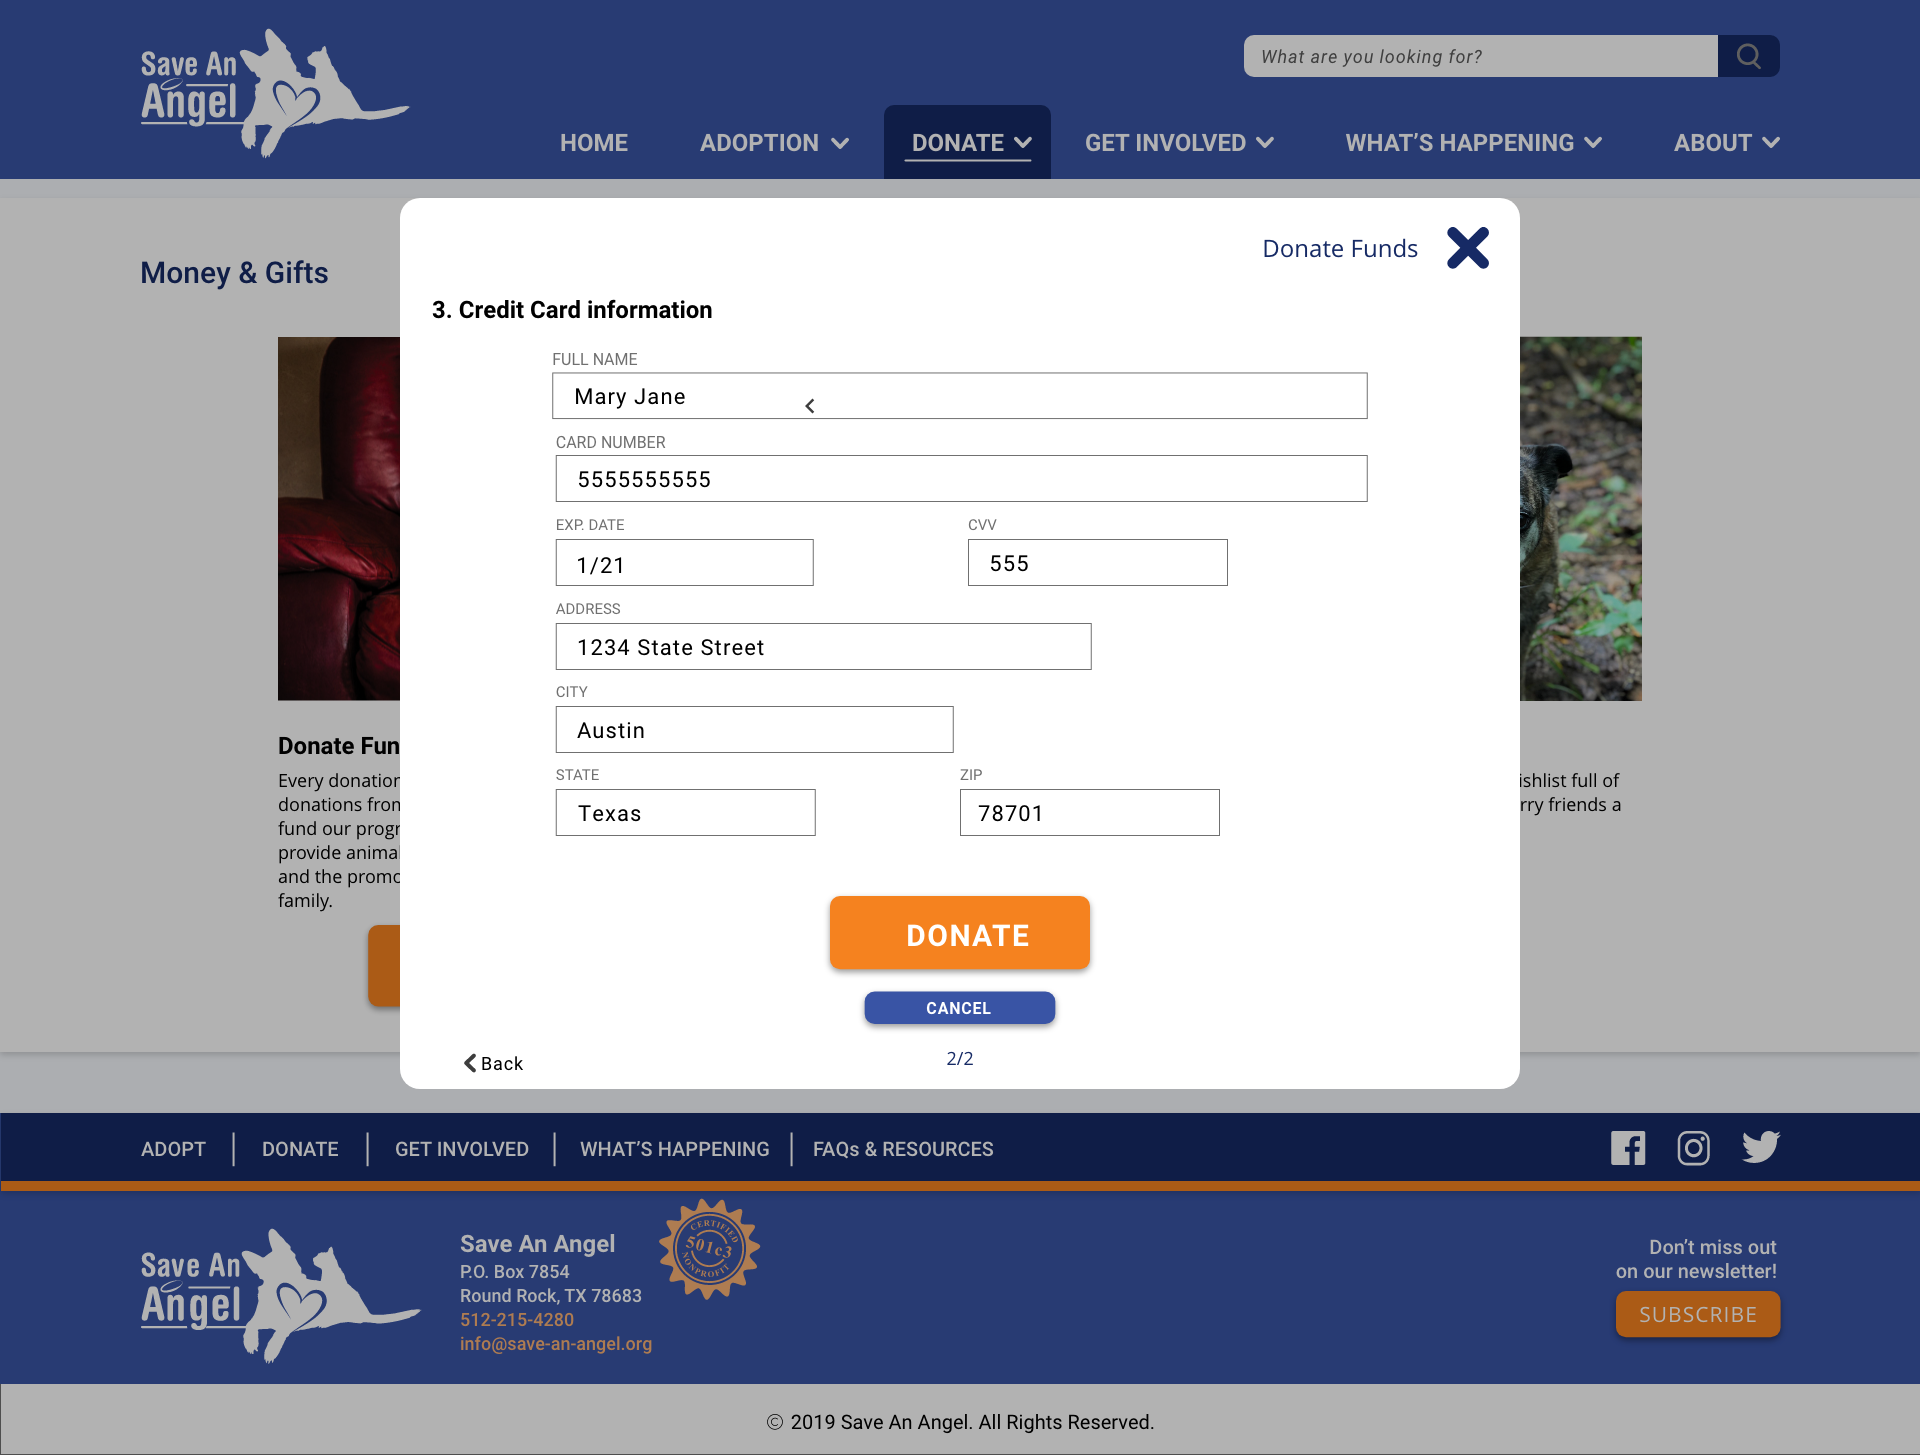 Save An
Angel
What are you looking for?
HOME
ADOPTION
DONATE
GET INVOLVED
WHAT'S HAPPENING
ABOUT
Money & Gifts
Donate Funds
3. Credit Card information
FULL NAME
Mary Jane
CARD NUMBER
5555555555
EXP. DATE
CVV
1/21
555
ADDRESS
1234 State Street
CITY
Austin
STATE
ZIP
Texas
78701
DONATE
CANCEL
Back
2/2
Donate Fun
Every donation
donations from
fund our progr
provide animal
and the promo
family.
ishlist full of
rry friends a
ADOPT
DONATE
GET INVOLVED
WHAT'S HAPPENING
FAQs & RESOURCES
Save An
Angel
Save An Angel
P.O. Box 7854
Round Rock, TX 78683
512-215-4280
info@save-an-angel.org
CERTIFIED
501c3
NONPROFIT
Don't miss out
on our newsletter!
SUBSCRIBE
© 2019 Save An Angel. All Rights Reserved.